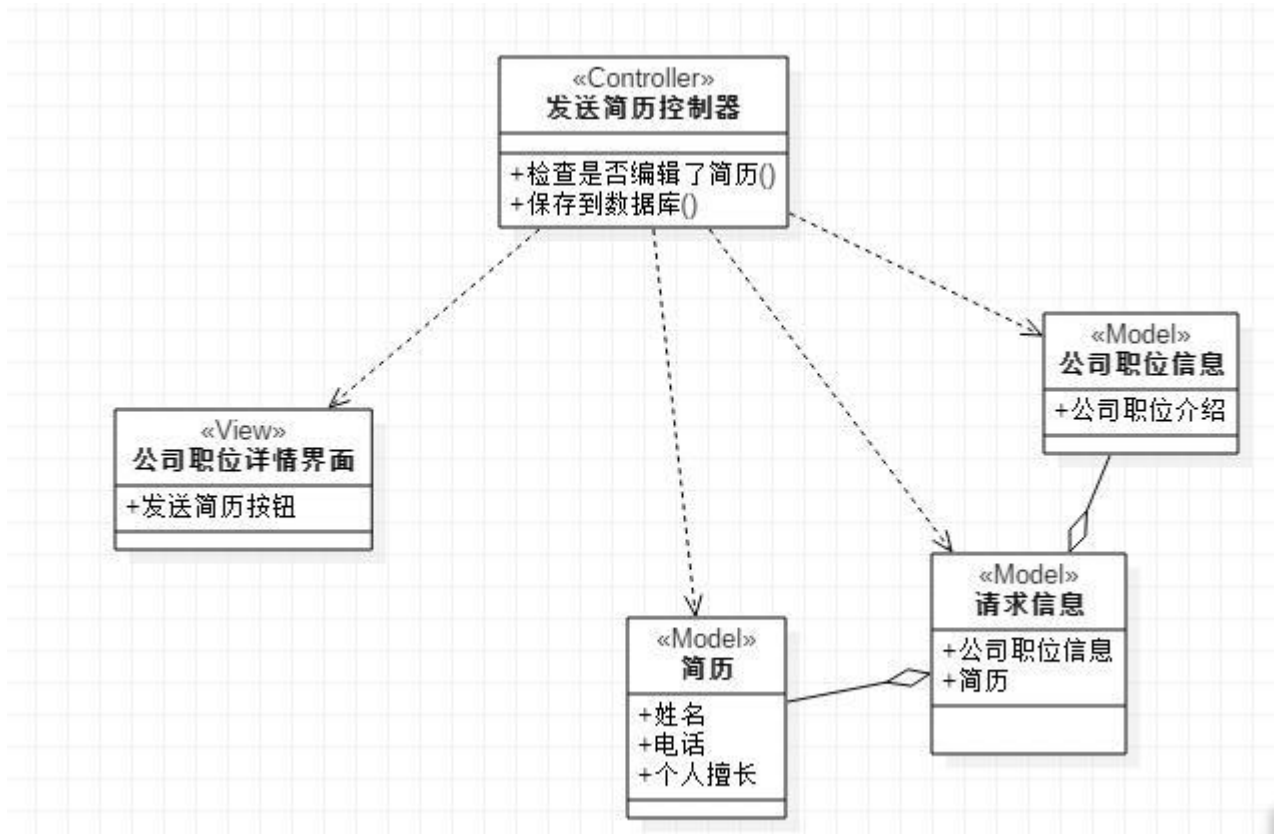 «Controller»
发送简历控制器
+检查是否编辑了简历()
+保存到数据库()
«Model»
公司职位信息
+公司职位介绍
«View»
公司职位详情界面
+发送简历按钮
«Model»
请求信息
+公司职位信息
+简历
«Model»
简历
+姓名
+电话
+个人擅长